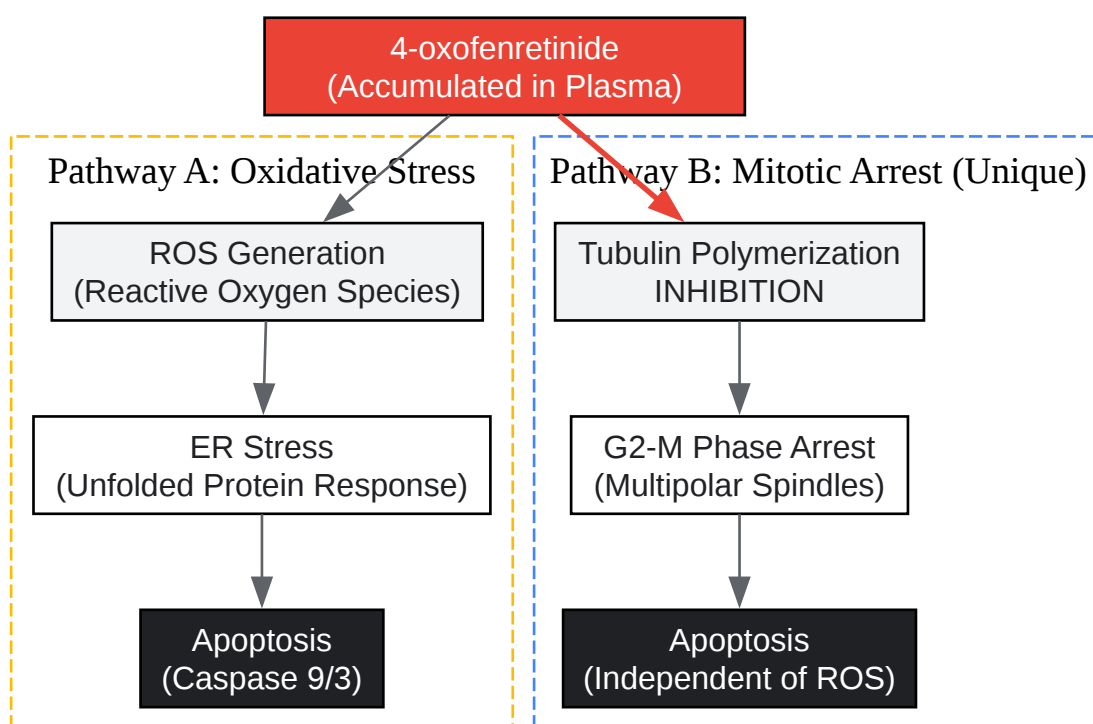 4-oxofenretinide
(Accumulated in Plasma)
Pathway A: Oxidative Stress
ROS Generation
(Reactive Oxygen Species)
ER Stress
(Unfolded Protein Response)
Apoptosis
(Caspase 9/3)
Pathway B: Mitotic Arrest (Unique)
Tubulin Polymerization
INHIBITION
G2-M Phase Arrest
(Multipolar Spindles)
Apoptosis
(Independent of ROS)